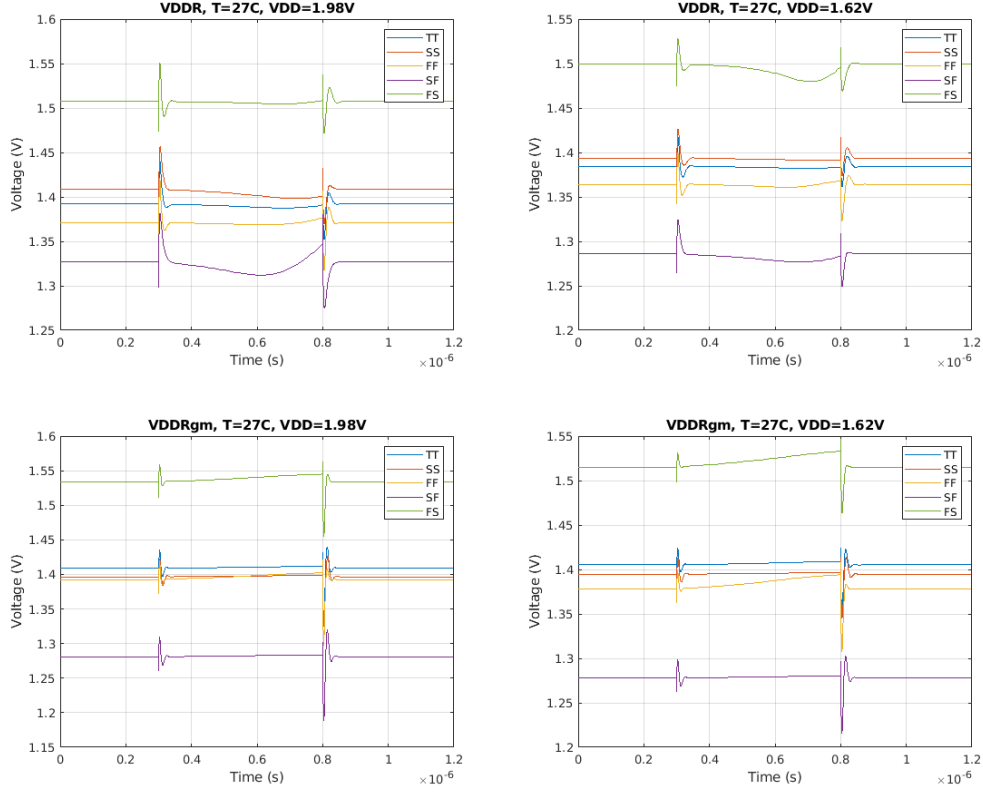 VDDR, T=27C, VDD=1.98V
1.6
1.55
1.5
1.45
1.4
1.35
1.3
1.25
Voltage (V)
0 0.2 0.4 0.6 0.8 1 1.2
Time (s)
×10⁻⁶
TT
SS
FF
SF
FS
VDDR, T=27C, VDD=1.62V
1.55
1.5
1.45
1.4
1.35
1.3
1.25
1.2
Voltage (V)
0 0.2 0.4 0.6 0.8 1 1.2
Time (s)
×10⁻⁶
TT
SS
FF
SF
FS
VDDRgm, T=27C, VDD=1.98V
1.6
1.55
1.5
1.45
1.4
1.35
1.3
1.25
1.2
1.15
Voltage (V)
0 0.2 0.4 0.6 0.8 1 1.2
Time (s)
×10⁻⁶
TT
SS
FF
SF
FS
VDDRgm, T=27C, VDD=1.62V
1.55
1.5
1.45
1.4
1.35
1.3
1.25
1.2
Voltage (V)
0 0.2 0.4 0.6 0.8 1 1.2
Time (s)
×10⁻⁶
TT
SS
FF
SF
FS